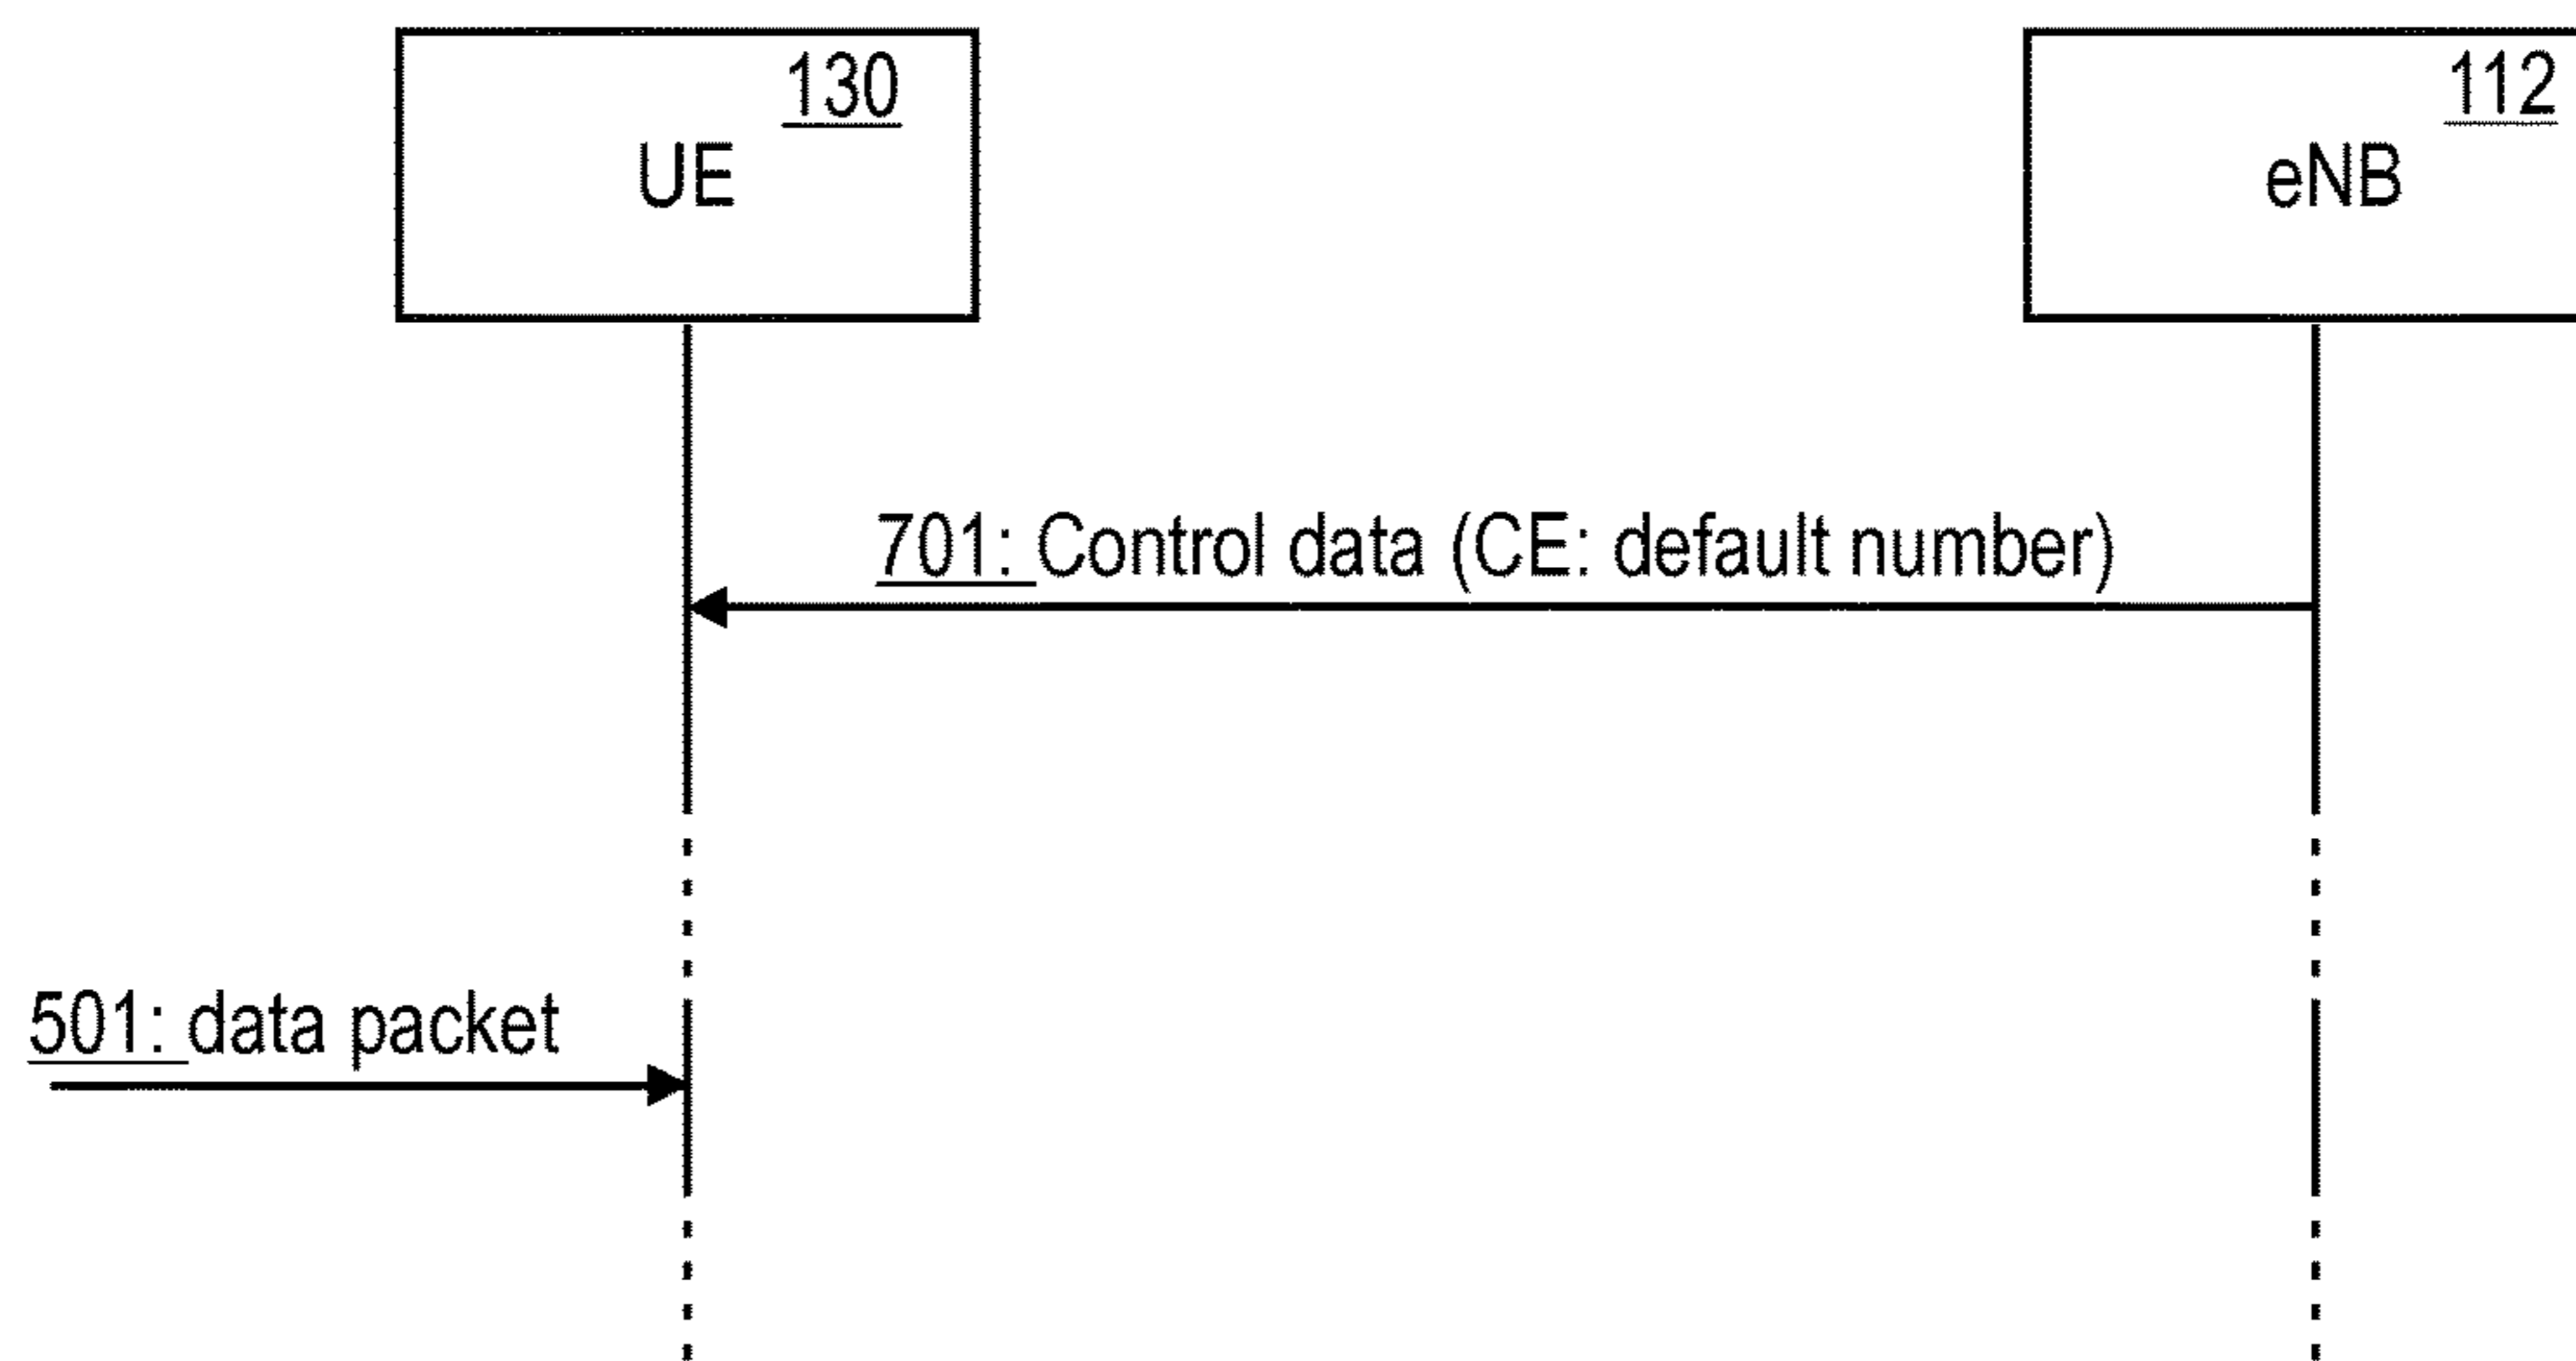 130
UE
112
eNB
701: Control data (CE: default number)
501: data packet